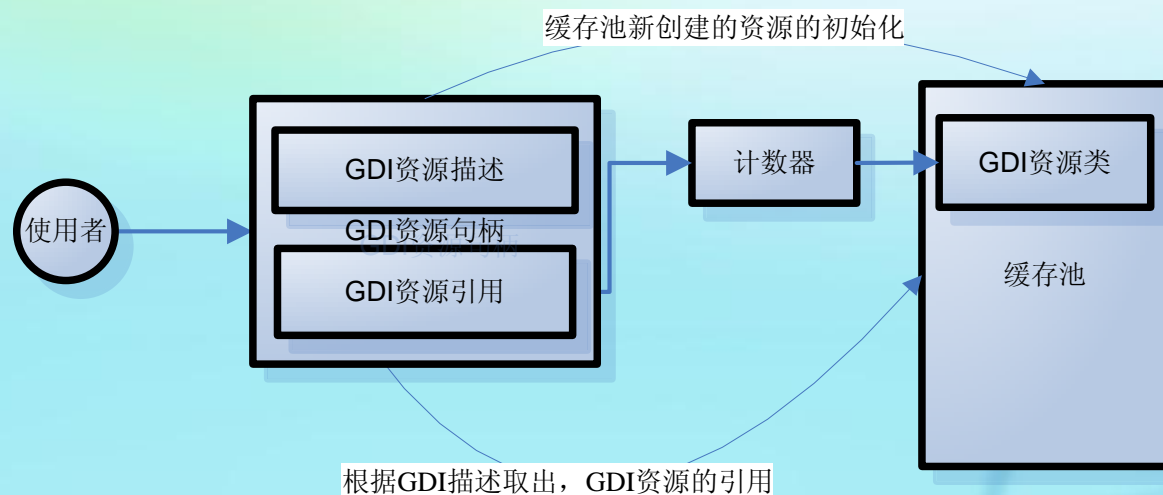 缓存池新创建的资源的初始化
GDI资源描述
计数器
GDI资源类
使用者
GDI资源句柄
GDI资源引用
缓存池
根据GDI描述取出，GDI资源的引用